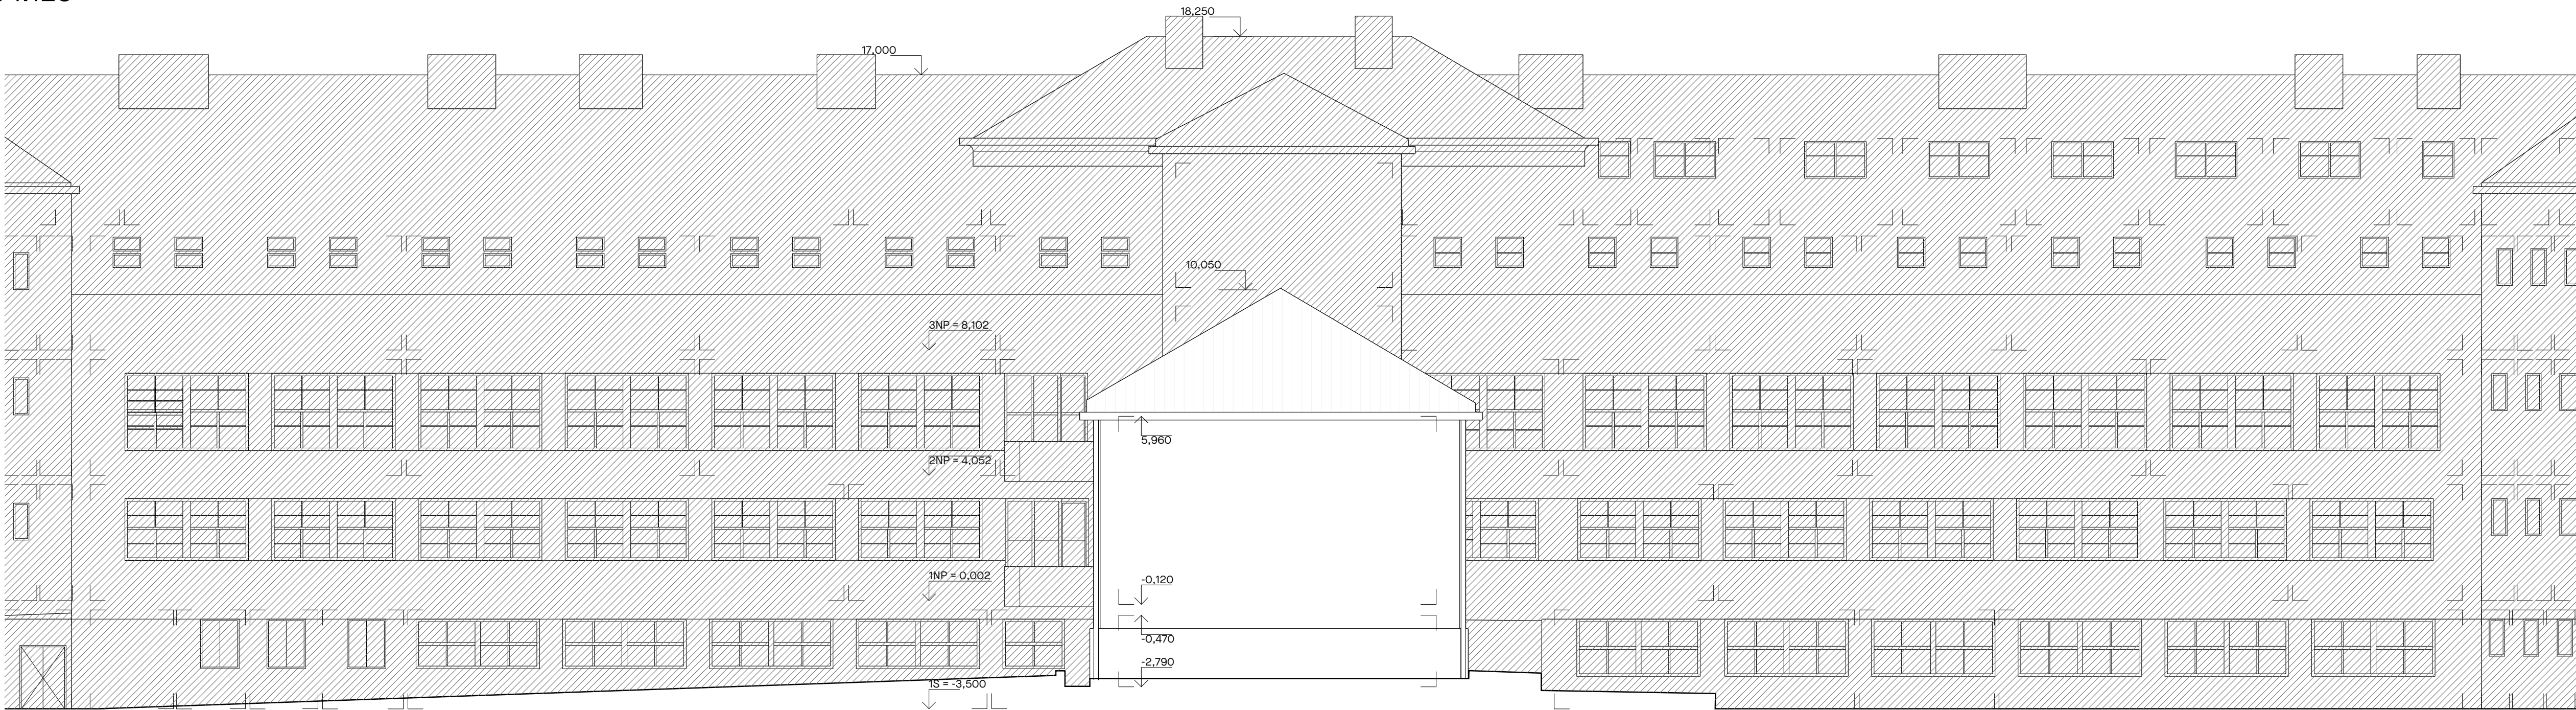 18,250
17,000
10,050
3NP = 8,102
5,960
2NP = 4,052
1NP = 0,002
-0,120
-0,470
-2,790
1S = -3,500